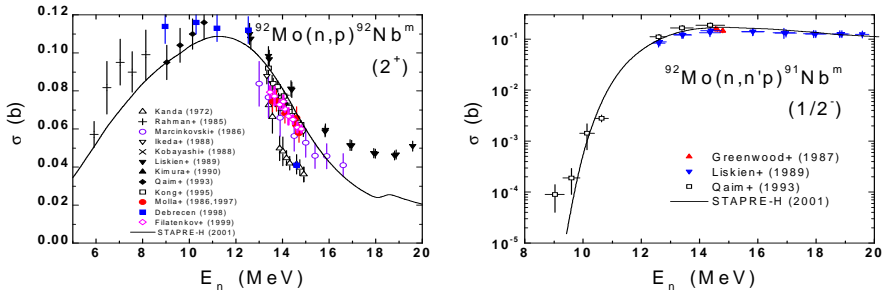 0.12
0.10
0.08
0.06
0.04
0.02
0.00
σ (b)
⁹²Mo(n,p)⁹²Nbᵐ
(2⁺)
Kanda (1972)
Rahman+ (1985)
Marcinkovski+ (1986)
Ikeda+ (1988)
Kobayashi+ (1988)
Liskien+ (1989)
Kimura+ (1990)
Qaim+ (1993)
Kong+ (1995)
Molla+ (1986,1997)
Debrecen (1998)
Filatenkov+ (1999)
STAPRE-H (2001)
6 8 10 12 14 16 18 20
Eₙ (MeV)
10⁻¹
10⁻²
10⁻³
10⁻⁴
10⁻⁵
σ (b)
⁹²Mo(n,n'p)⁹¹Nbᵐ
(1/2⁻)
Greenwood+ (1987)
Liskien+ (1989)
Qaim+ (1993)
STAPRE-H (2001)
8 10 12 14 16 18 20
Eₙ (MeV)